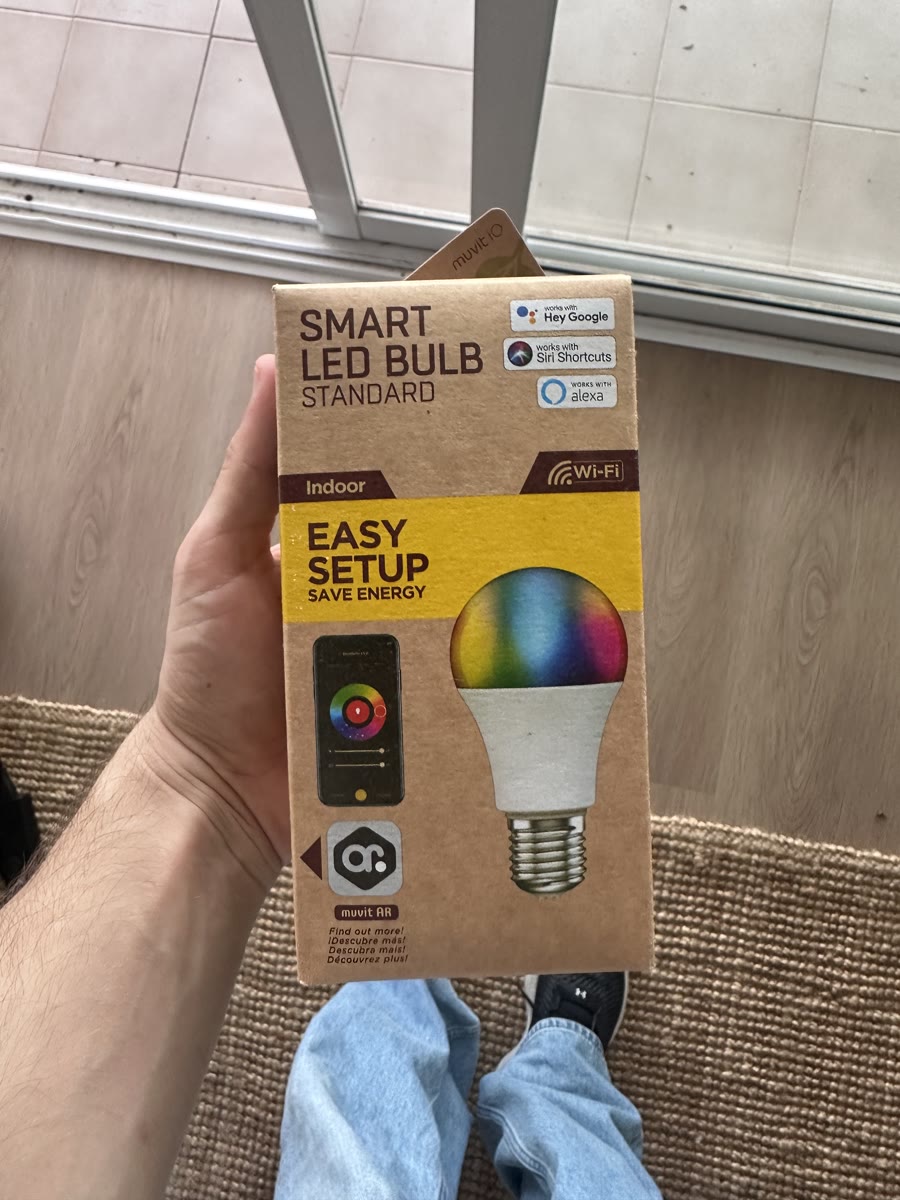 muvit iO
SMART
LED BULB
STANDARD
works with
Hey Google
works with
Siri Shortcuts
WORKS WITH
alexa
Indoor
Wi-Fi
EASY
SETUP
SAVE ENERGY
ar.
muvit AR
Find out more!
¡Descubre más!
Descubra mais!
Découvrez plus!